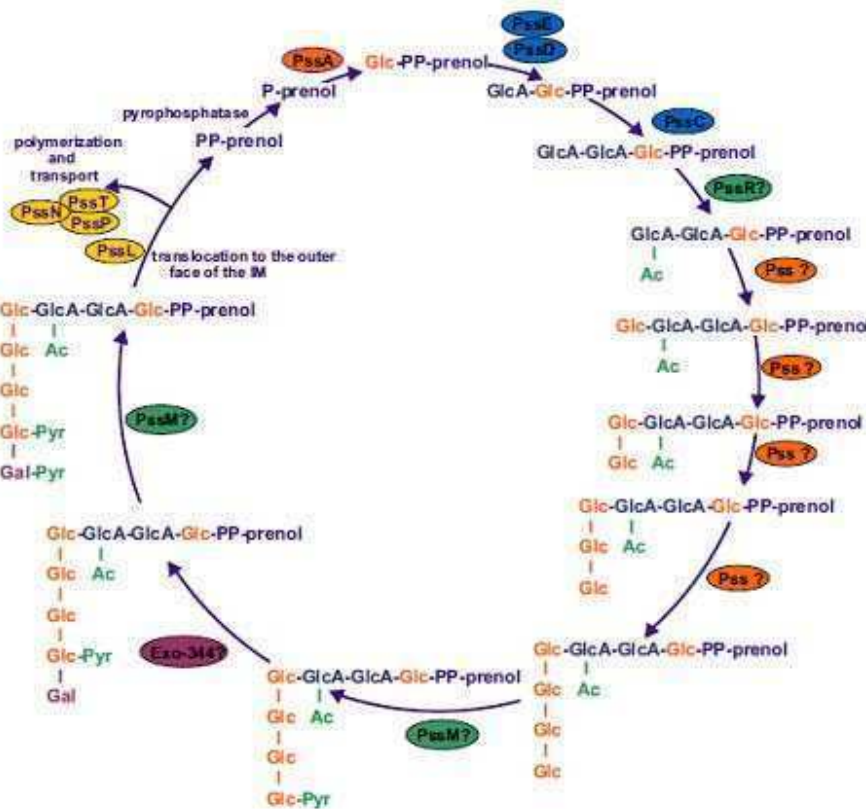 PssE
PssD
PssA
Glc-PP-prenol
P-prenol
GlcA-Glc-PP-prenol
pyrophosphatase
PssC
PP-prenol
GlcA-GlcA-Glc-PP-prenol
polymerization
and
transport
PssR?
PssT
PssN
PssP
PssL
translocation to the outer
face of the IM
GlcA-GlcA-Glc-PP-prenol
Ac
Pss ?
Glc-GlcA-GlcA-Glc-PP-prenol
Glc Ac
Glc
Glc-Pyr
Gal-Pyr
Glc-GlcA-GlcA-Glc-PP-prenol
Ac
Pss ?
PssM?
Glc-GlcA-GlcA-Glc-PP-prenol
Glc Ac
Pss ?
Glc-GlcA-GlcA-Glc-PP-prenol
Glc Ac
Glc
Pss ?
Glc-GlcA-GlcA-Glc-PP-prenol
Glc Ac
Glc
Glc-Pyr
Gal
Exo-344?
Glc-GlcA-GlcA-Glc-PP-prenol
Glc Ac
Glc
Glc
Glc-GlcA-GlcA-Glc-PP-prenol
Glc Ac
Glc
Glc-Pyr
PssM?